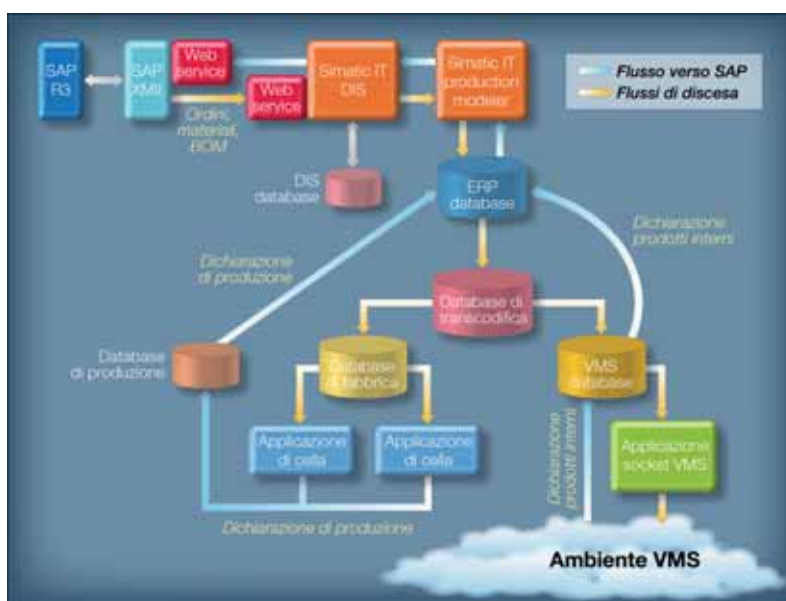 SAP
R3
SAP
XMII
Web
service
Web
service
Simatic IT
DIS
Simatic IT
production
modeler
Flusso verso SAP
Flussi di discesa
Ordini,
materiali,
BOM
DIS
database
ERP
database
Dichiarazione
prodotti interni
Dichiarazione
di produzione
Database di
transcodifica
Database
di produzione
Database
di fabbrica
VMS
database
Applicazione
di cella
Applicazione
di cella
Dichiarazione
prodotti interni
Applicazione
socket VMS
Dichiarazione di produzione
Ambiente VMS